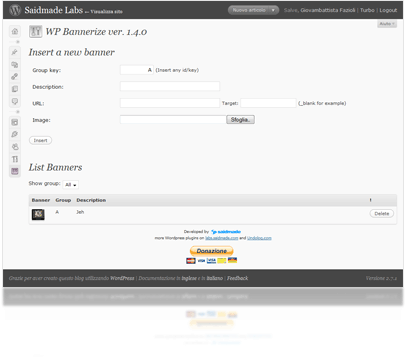 Saidmade Labs ← Visualizza sito
Nuovo articolo
Salve, Giovambattista Fazioli | Turbo | Logout
Aiuto
WP Bannerize ver. 1.4.0
Insert a new banner
Group key: A (Insert any id/key)
Description:
URL: Target: (_blank for example)
Image: Sfoglia..
Insert
List Banners
Show group: All
Banner Group Description !
A Jeh Delete
Developed by saidmade
more Wordpress plugins on labs.saidmade.com and Undolog.com
Donazione
VISA
Grazie per aver creato questo blog utilizzando WordPress | Documentazione in inglese e in italiano | Feedback
Versione 2.7.1